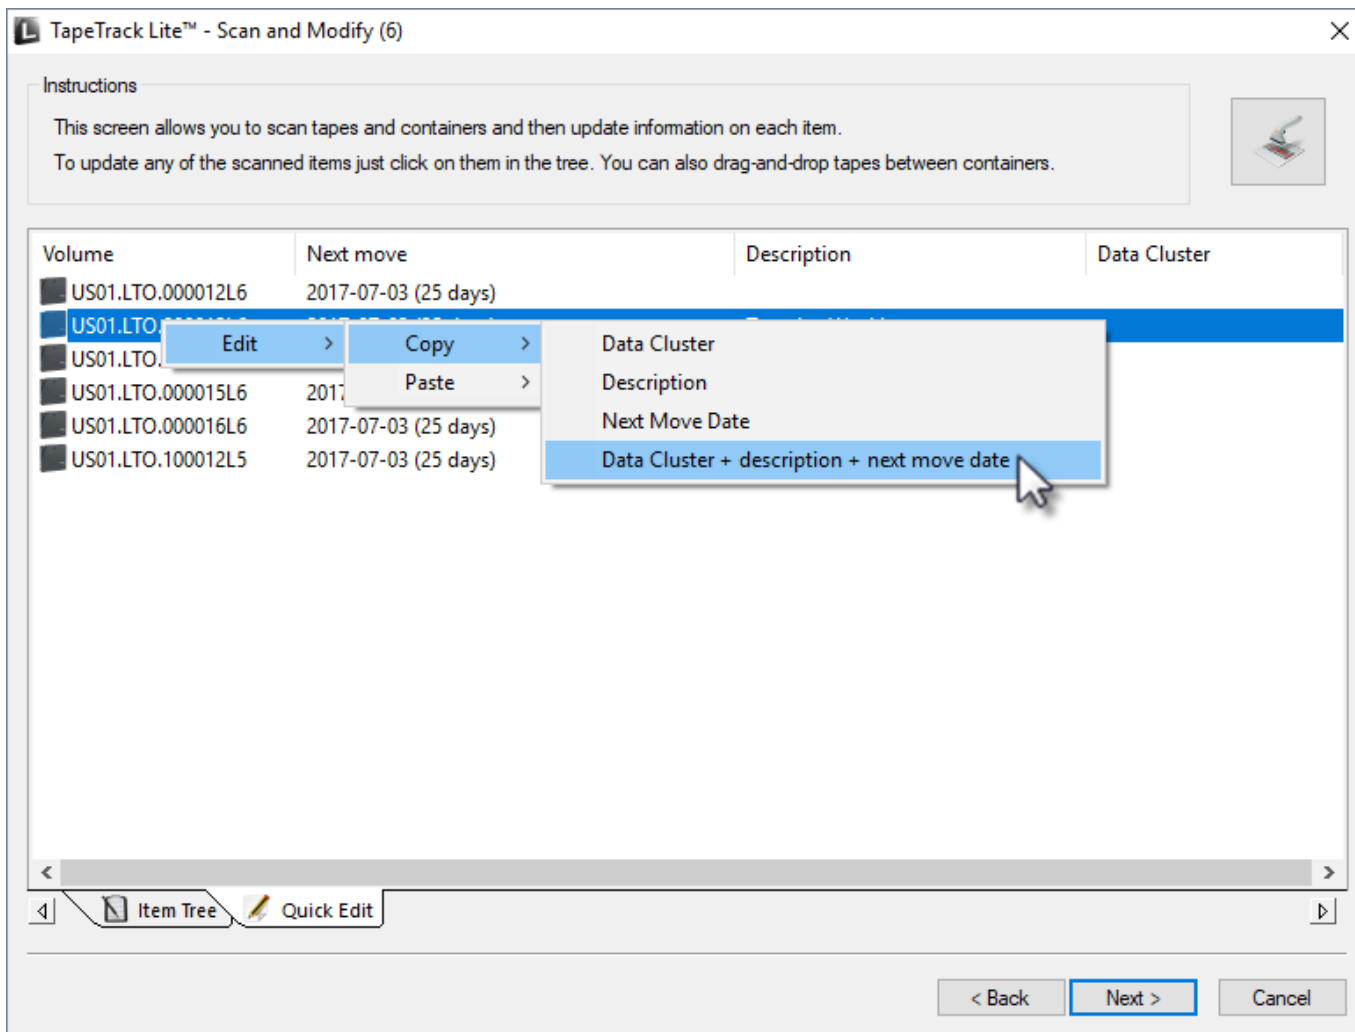 TapeTrack Lite™ - Scan and Modify (6)
Instructions
This screen allows you to scan tapes and containers and then update information on each item.
To update any of the scanned items just click on them in the tree. You can also drag-and-drop tapes between containers.
Volume Next move Description Data Cluster
US01.LTO.000012L6 2017-07-03 (25 days)
US01.LTO.
Edit > Copy > Data Cluster
US01.LTO.
Paste > Description
US01.LTO.000015L6 2017
Next Move Date
US01.LTO.000016L6 2017-07-03 (25 days)
US01.LTO.100012L5 2017-07-03 (25 days) Data Cluster + description + next move date
Item Tree Quick Edit
< Back Next > Cancel